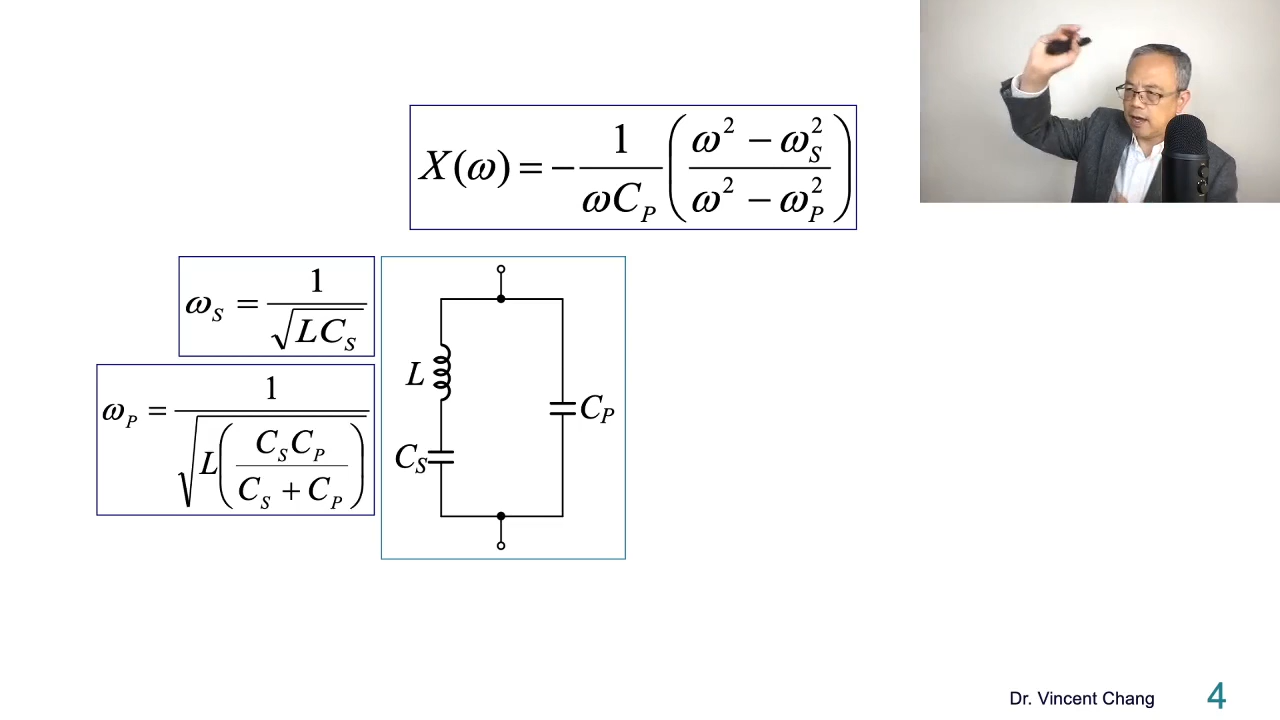 X(ω) = − 1/(ωC_P) ( (ω² − ω_S²)/(ω² − ω_P²) )
ω_S = 1/√(LC_S)
ω_P = 1/√(L( C_S C_P/(C_S + C_P) ))
L
C_S
C_P
Dr. Vincent Chang
4